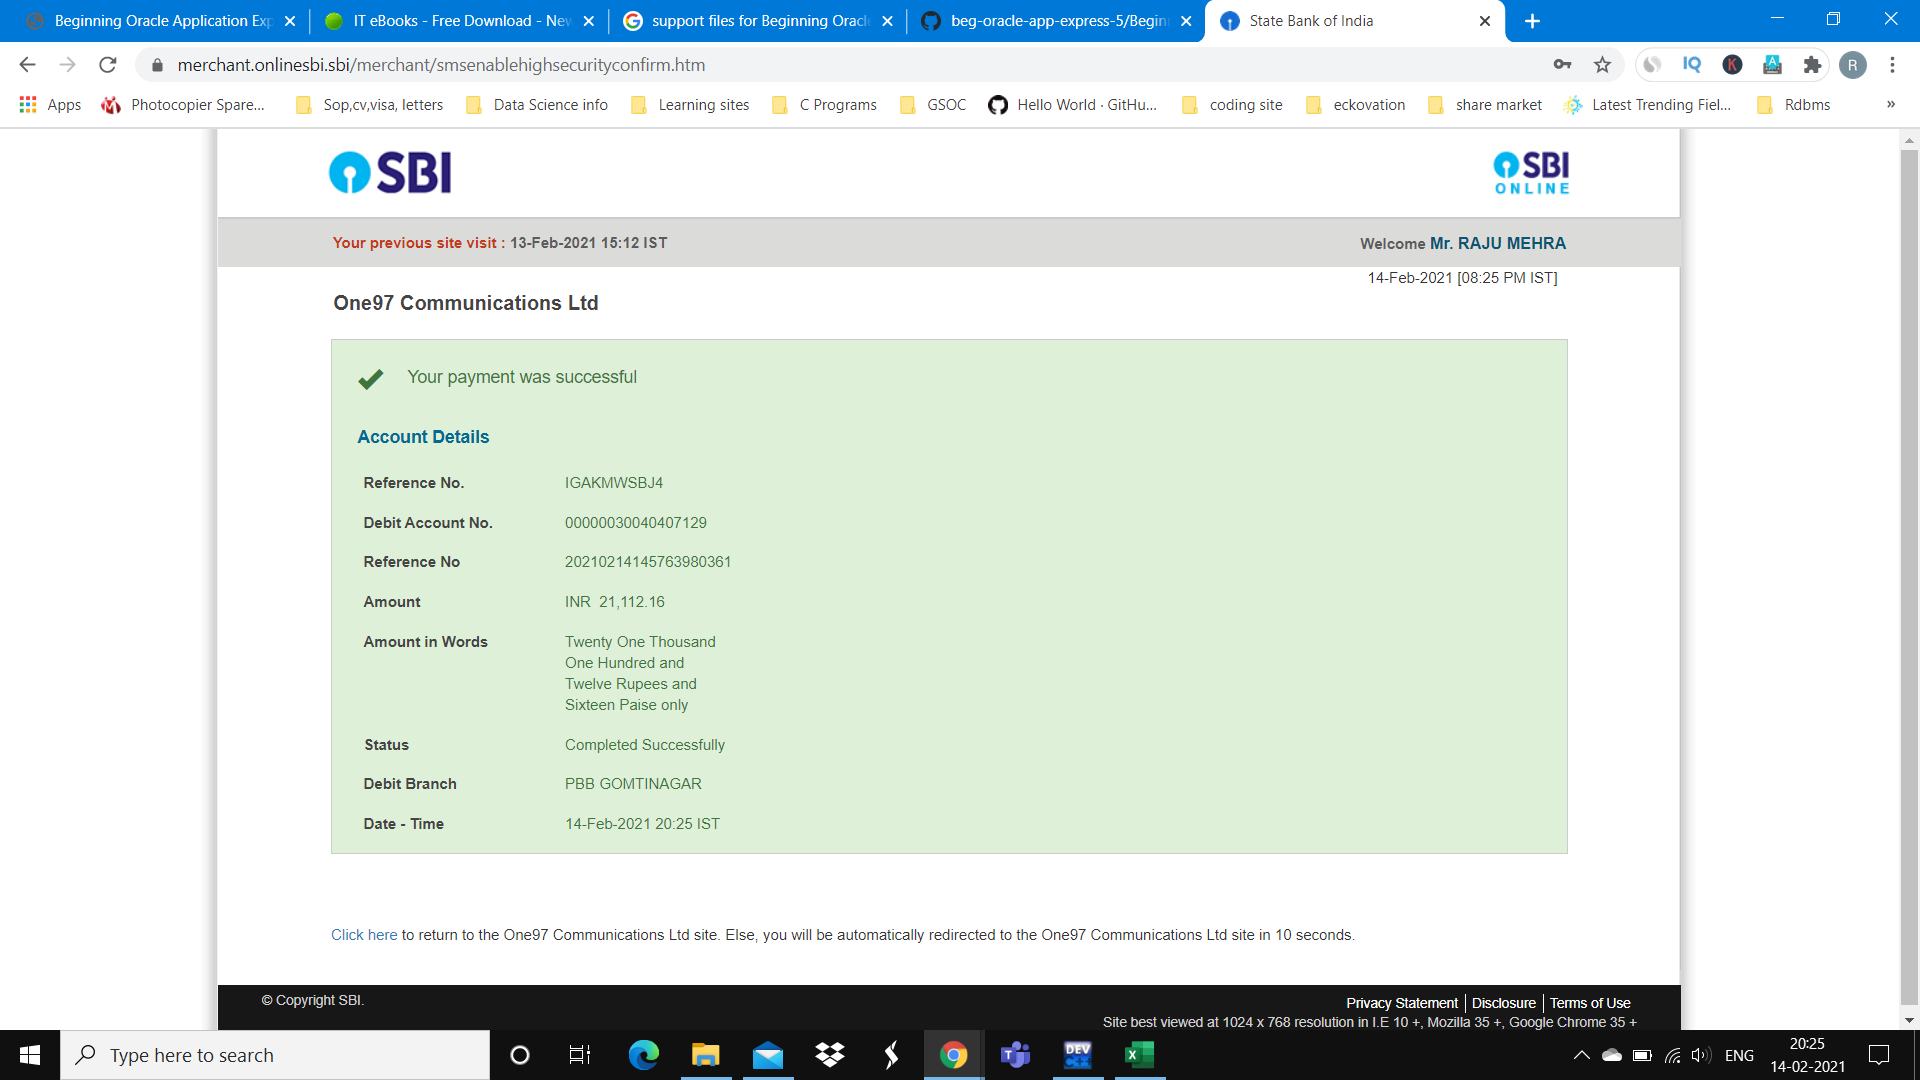 Beginning Oracle Application Exp
IT eBooks - Free Download - New
support files for Beginning Oracle
beg-oracle-app-express-5/Beginn
State Bank of India
merchant.onlinesbi.sbi/merchant/smsenablehighsecurityconfirm.htm
IQ
K
A
R
Apps
Photocopier Spare...
Sop,cv,visa, letters
Data Science info
Learning sites
C Programs
GSOC
Hello World · GitHu...
coding site
eckovation
share market
Latest Trending Fiel...
Rdbms
»
SBI
SBI
ONLINE
Your previous site visit : 13-Feb-2021 15:12 IST
Welcome Mr. RAJU MEHRA
14-Feb-2021 [08:25 PM IST]
One97 Communications Ltd
Your payment was successful
Account Details
Reference No. IGAKMWSBJ4
Debit Account No. 00000030040407129
Reference No 20210214145763980361
Amount INR 21,112.16
Amount in Words Twenty One Thousand
One Hundred and
Twelve Rupees and
Sixteen Paise only
Status Completed Successfully
Debit Branch PBB GOMTINAGAR
Date - Time 14-Feb-2021 20:25 IST
Click here to return to the One97 Communications Ltd site. Else, you will be automatically redirected to the One97 Communications Ltd site in 10 seconds.
© Copyright SBI.
Privacy Statement | Disclosure | Terms of Use
Site best viewed at 1024 x 768 resolution in I.E 10 +, Mozilla 35 +, Google Chrome 35 +
Type here to search
DEV
C++
ENG
20:25
14-02-2021